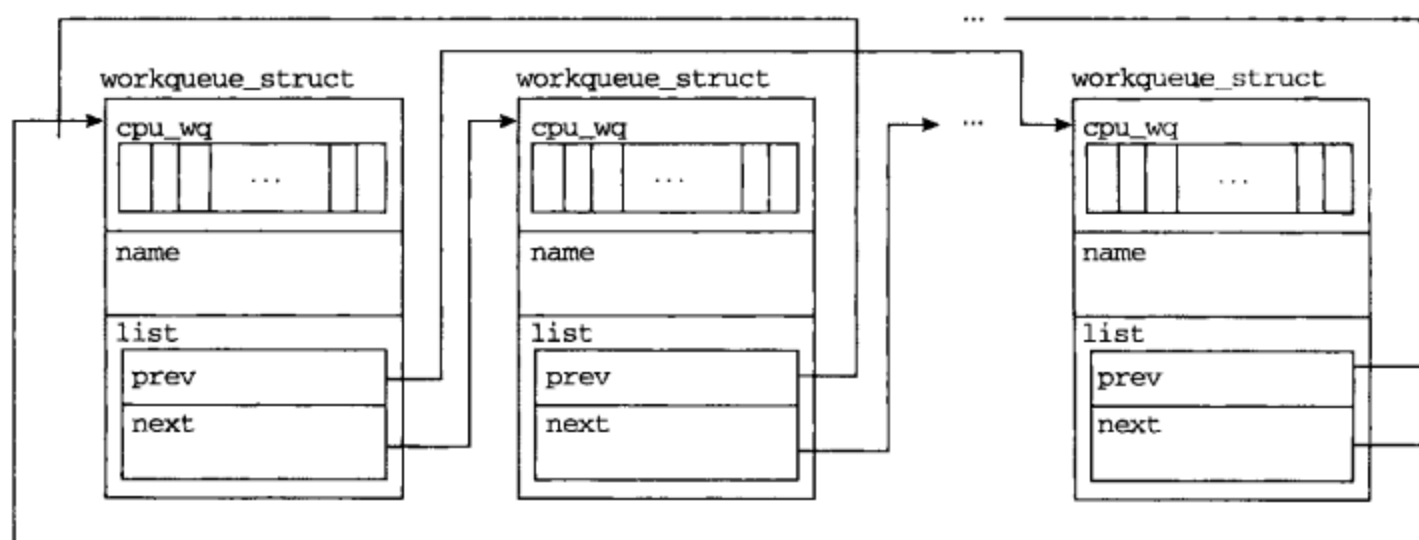 ...
workqueue_struct workqueue_struct workqueue_struct
cpu_wq cpu_wq ... cpu_wq
... ... ...
name name name
list list list
prev prev prev
next next next